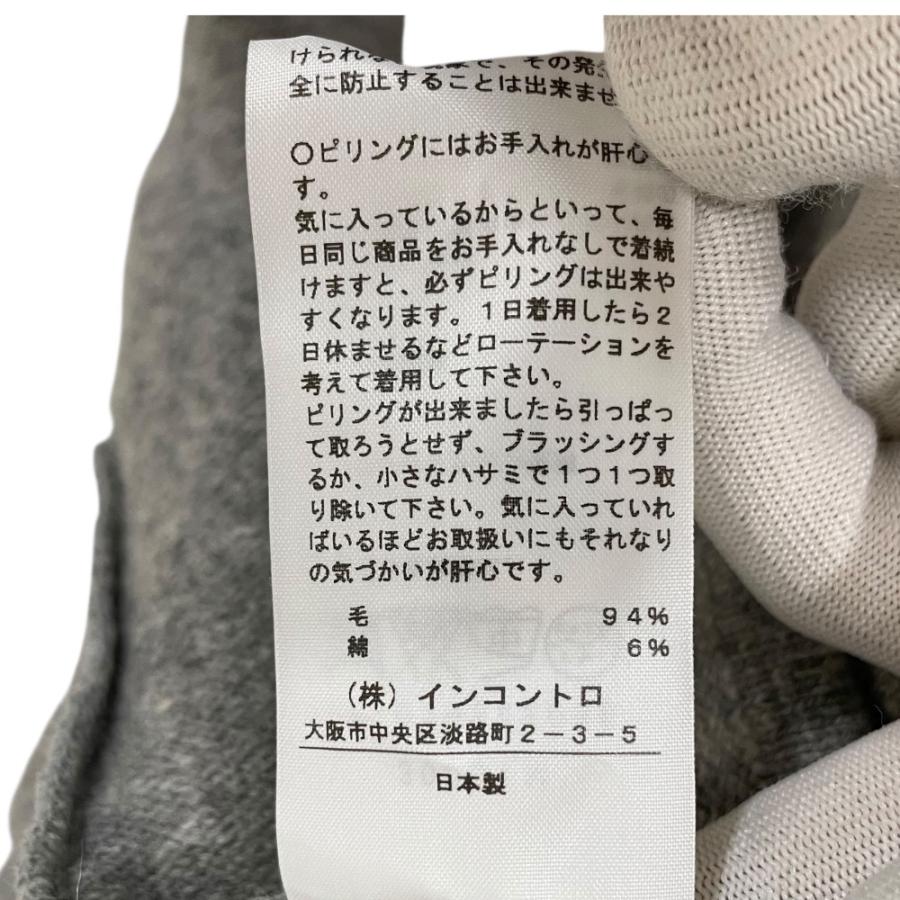 けられな　　で、その発
全に防止することは出来ませ
〇ピリングにはお手入れが肝心
す。
気に入っているからといって、毎
日同じ商品をお手入れなしで着続
けますと、必ずピリングは出来や
すくなります。１日着用したら２
日休ませるなどローテーションを
考えて着用して下さい。
ピリングが出来ましたら引っぱっ
て取ろうとせず、ブラッシングす
るか、小さなハサミで１つ１つ取
り除いて下さい。気に入っていれ
ばいるほどお取扱いにもそれなり
の気づかいが肝心です。
毛 ９４％
綿 ６％
（株）インコントロ
大阪市中央区淡路町２－３－５
日本製